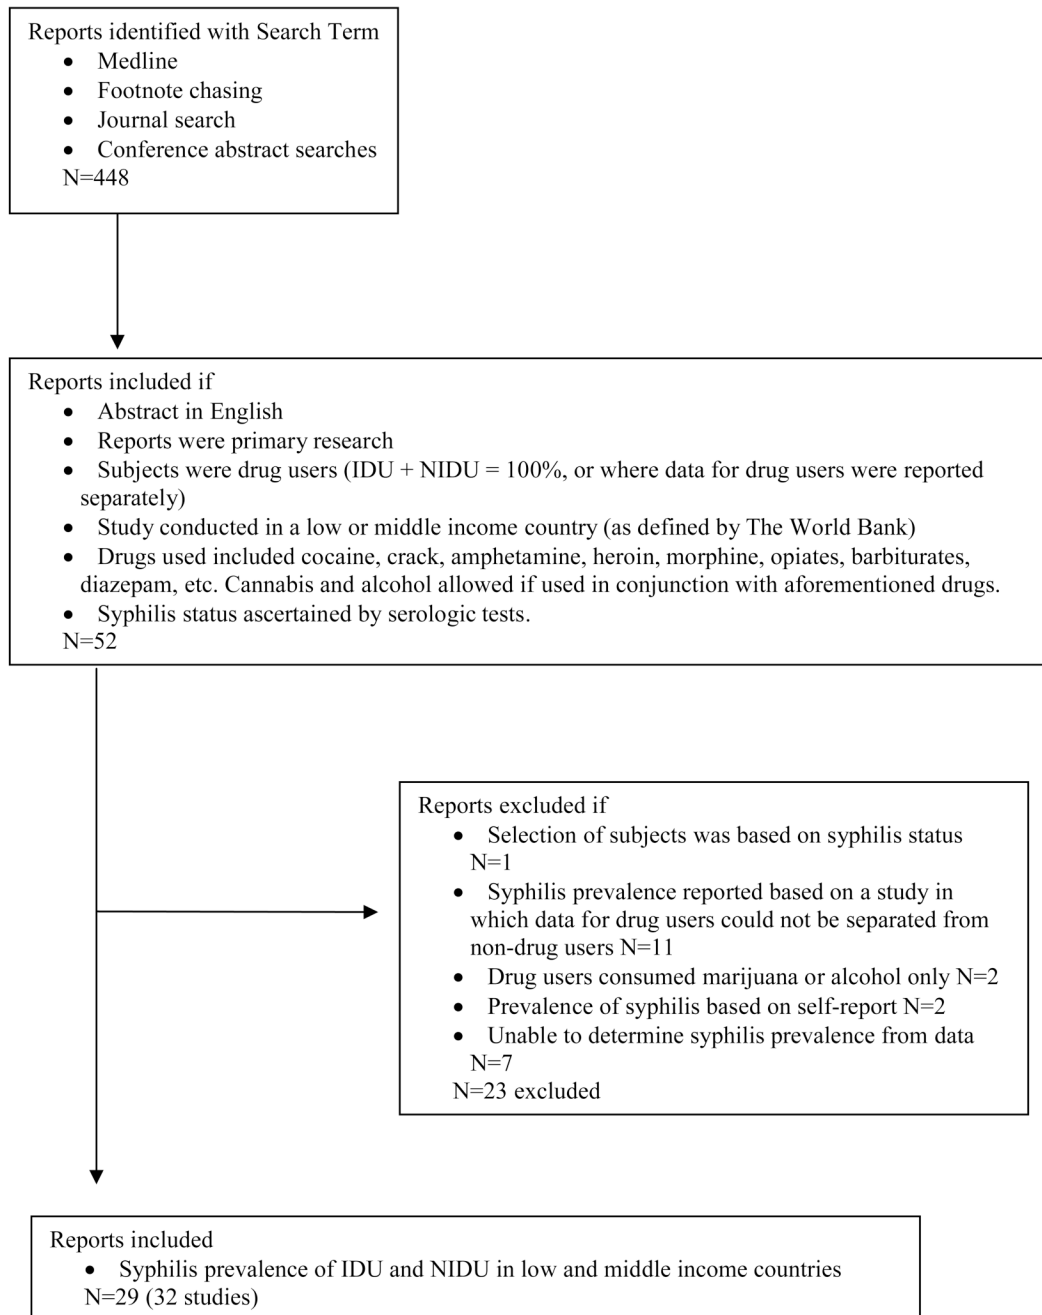 Reports identified with Search Term
• Medline
• Footnote chasing
• Journal search
• Conference abstract searches
N=448
Reports included if
• Abstract in English
• Reports were primary research
• Subjects were drug users (IDU + NIDU = 100%, or where data for drug users were reported
separately)
• Study conducted in a low or middle income country (as defined by The World Bank)
• Drugs used included cocaine, crack, amphetamine, heroin, morphine, opiates, barbiturates,
diazepam, etc. Cannabis and alcohol allowed if used in conjunction with aforementioned drugs.
• Syphilis status ascertained by serologic tests.
N=52
Reports excluded if
• Selection of subjects was based on syphilis status
N=1
• Syphilis prevalence reported based on a study in
which data for drug users could not be separated from
non-drug users N=11
• Drug users consumed marijuana or alcohol only N=2
• Prevalence of syphilis based on self-report N=2
• Unable to determine syphilis prevalence from data
N=7
N=23 excluded
Reports included
• Syphilis prevalence of IDU and NIDU in low and middle income countries
N=29 (32 studies)